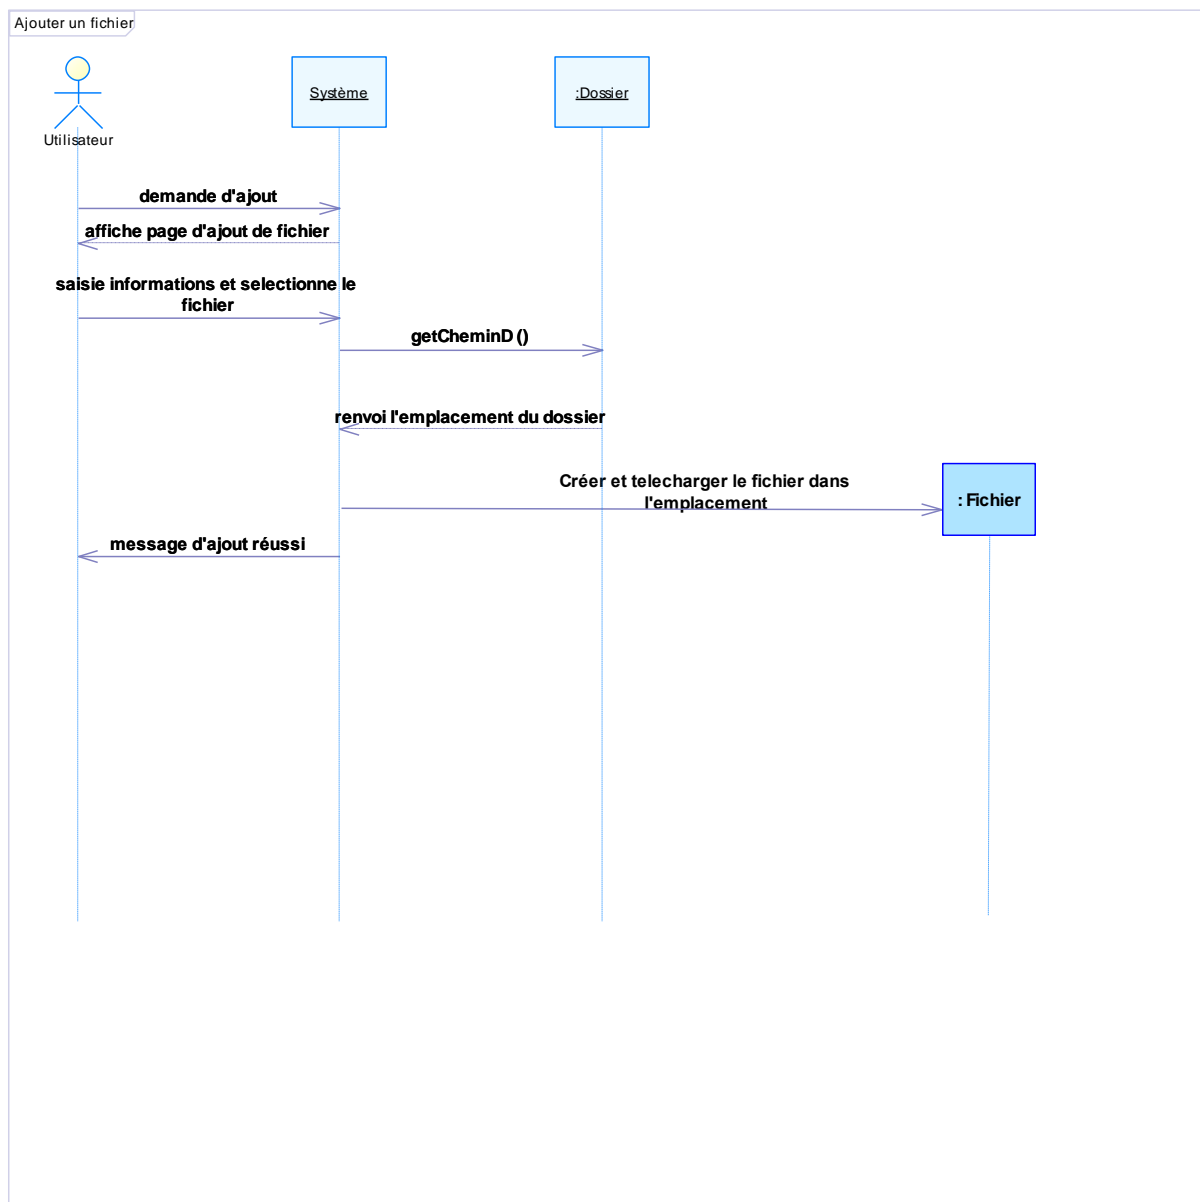 Ajouter un fichier
Utilisateur
Système
:Dossier
demande d'ajout
affiche page d'ajout de fichier
saisie informations et selectionne le
fichier
getCheminD ()
renvoi l'emplacement du dossier
Créer et telecharger le fichier dans
l'emplacement
: Fichier
message d'ajout réussi